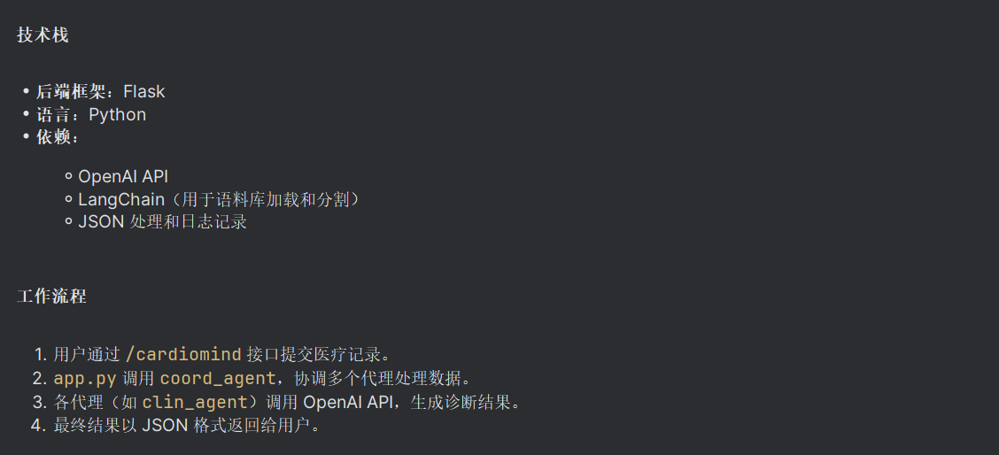 技术栈
• 后端框架：Flask
• 语言：Python
• 依赖：
◦ OpenAI API
◦ LangChain（用于语料库加载和分割）
◦ JSON 处理和日志记录
工作流程
1. 用户通过 /cardiomind 接口提交医疗记录。
2. app.py 调用 coord_agent，协调多个代理处理数据。
3. 各代理（如 clin_agent）调用 OpenAI API，生成诊断结果。
4. 最终结果以 JSON 格式返回给用户。